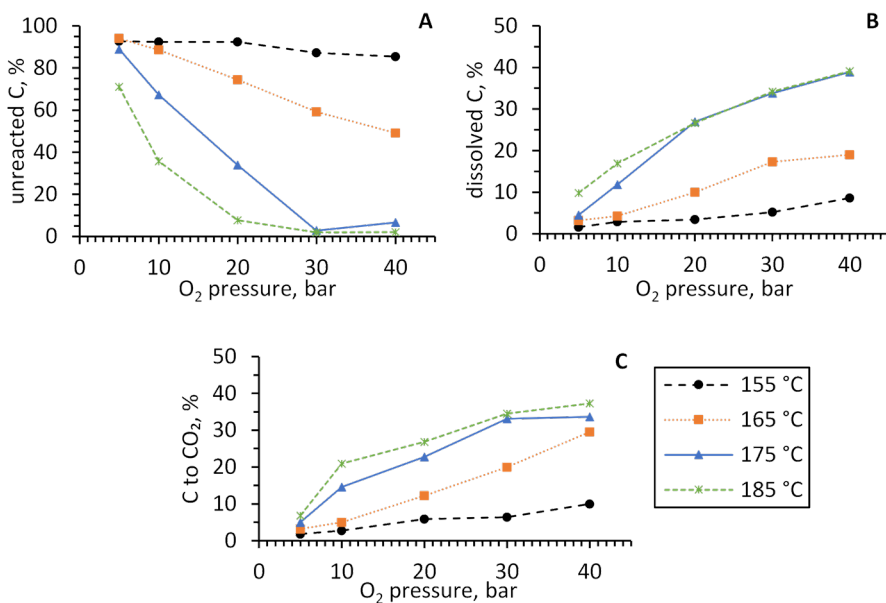 A
unreacted C, %
100
80
60
40
20
0
0 10 20 30 40
O₂ pressure, bar
B
dissolved C, %
50
40
30
20
10
0
0 10 20 30 40
O₂ pressure, bar
C
C to CO₂, %
50
40
30
20
10
0
0 10 20 30 40
O₂ pressure, bar
155 °C
165 °C
175 °C
185 °C